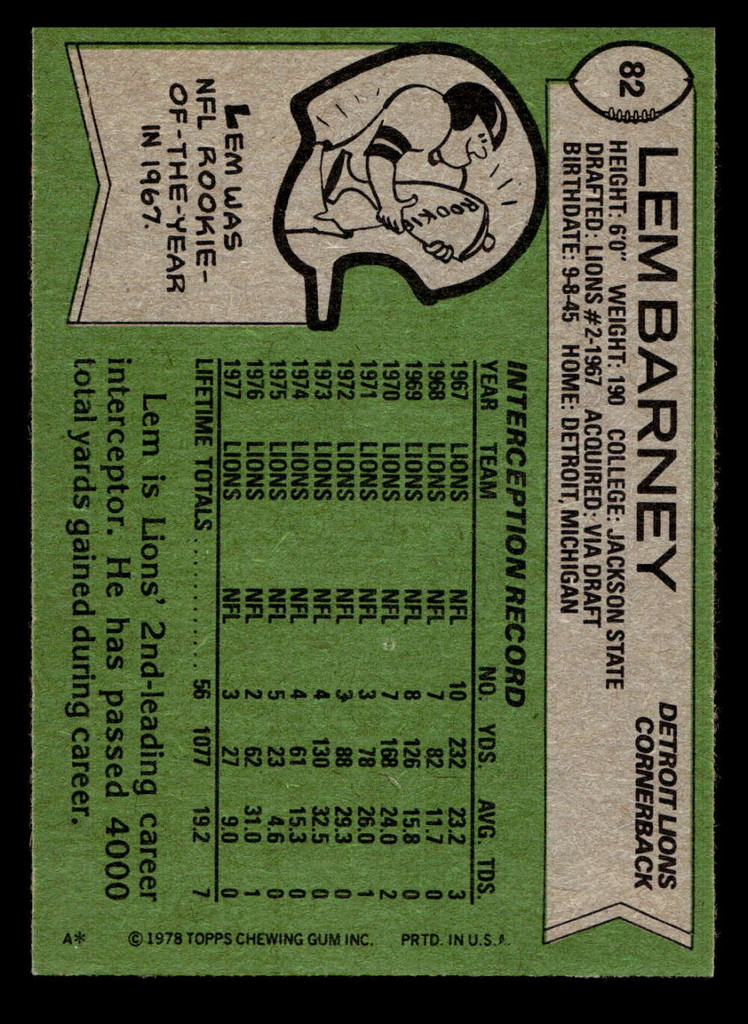 82
LEM BARNEY
DETROIT LIONS
CORNERBACK
HEIGHT: 6'0" WEIGHT: 190 COLLEGE: JACKSON STATE
DRAFTED: LIONS #2-1967 ACQUIRED: VIA DRAFT
BIRTHDATE: 9-8-45 HOME: DETROIT, MICHIGAN
ROOKIE
LEM WAS
NFL ROOKIE-
OF-THE-YEAR
IN 1967.
INTERCEPTION RECORD
YEAR TEAM NO. YDS. AVG. TDS.
1967 LIONS NFL 10 232 23.2 3
1968 LIONS NFL 7 82 11.7 0
1969 LIONS NFL 8 126 15.8 0
1970 LIONS NFL 7 168 24.0 2
1971 LIONS NFL 3 78 26.0 1
1972 LIONS NFL 3 88 29.3 0
1973 LIONS NFL 4 130 32.5 0
1974 LIONS NFL 4 61 15.3 0
1975 LIONS NFL 5 23 4.6 0
1976 LIONS NFL 2 62 31.0 1
1977 LIONS NFL 3 27 9.0 0
LIFETIME TOTALS .......... 56 1077 19.2 7
Lem is Lions' 2nd-leading career
interceptor. He has passed 4000
total yards gained during career.
A* © 1978 TOPPS CHEWING GUM INC. PRTD. IN U.S.A.